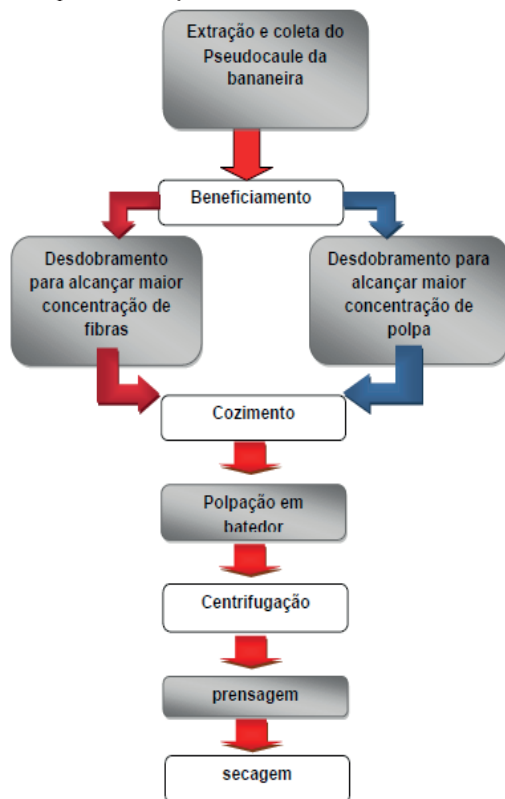 Extração e coleta do
Pseudocaule da
bananeira
Beneficiamento
Desdobramento
para alcançar maior
concentração de
fibras
Desdobramento para
alcançar maior
concentração de
polpa
Cozimento
Polpação em
batedor
Centrifugação
prensagem
secagem